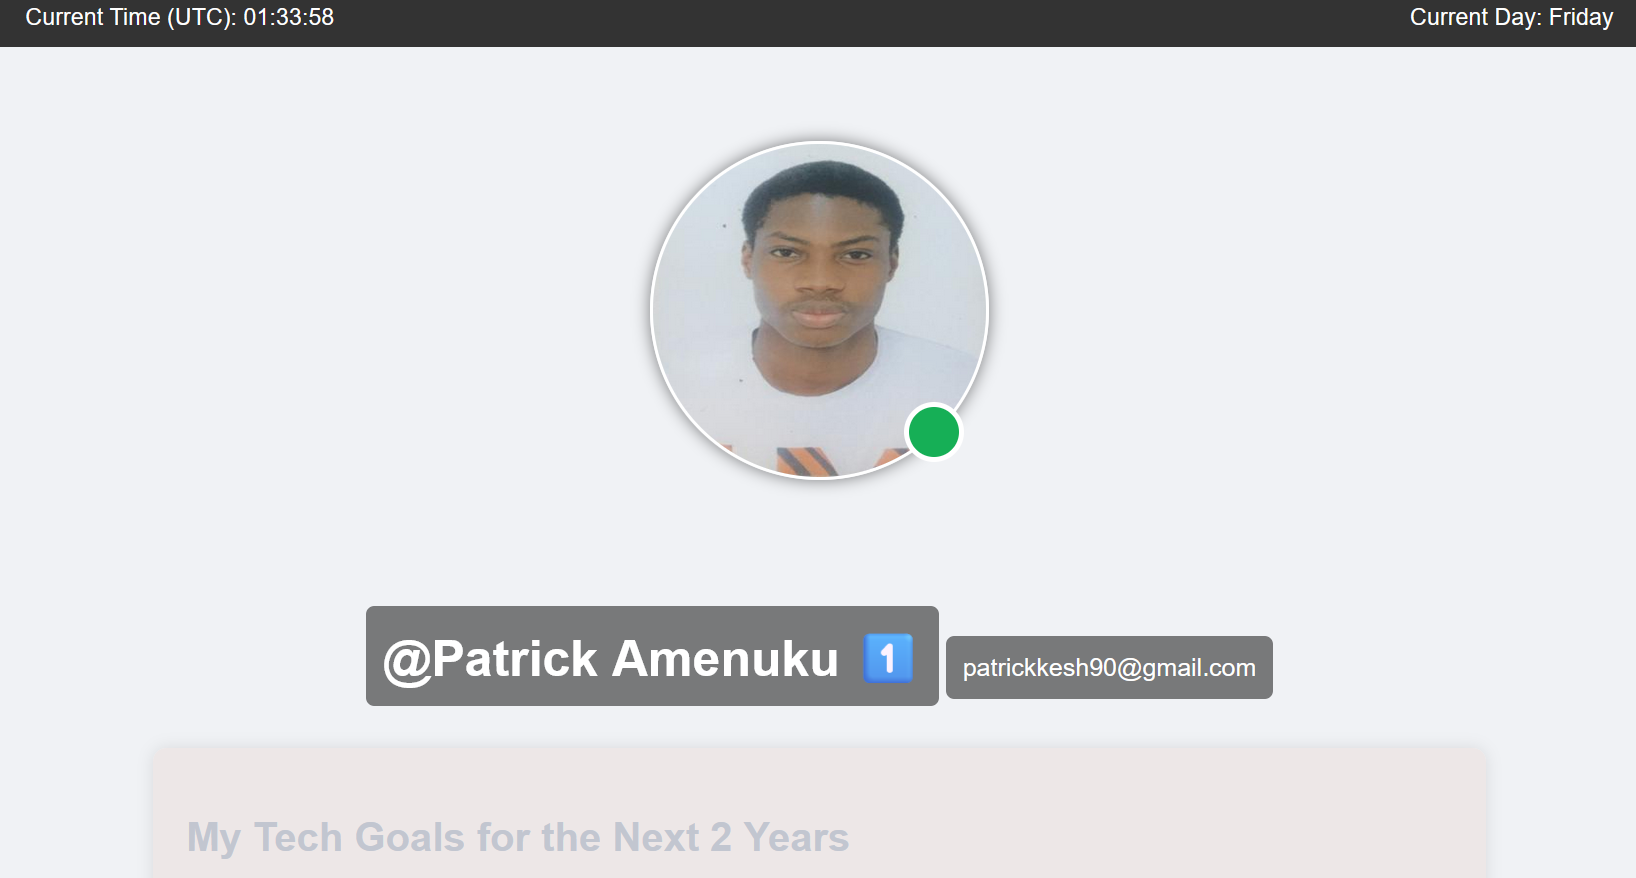 Current Time (UTC): 01:33:58
Current Day: Friday
@Patrick Amenuku 1️⃣
patrickkesh90@gmail.com
My Tech Goals for the Next 2 Years